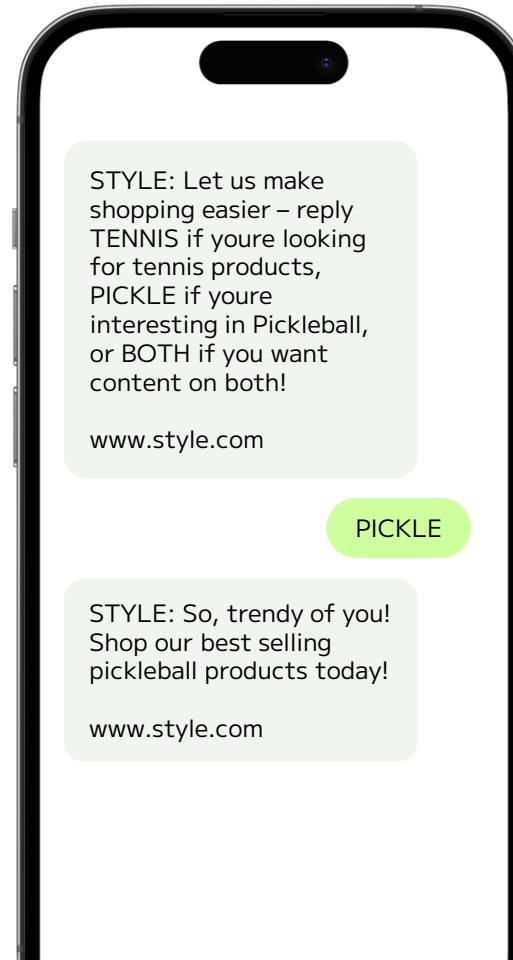 STYLE: Let us make
shopping easier – reply
TENNIS if youre looking
for tennis products,
PICKLE if youre
interesting in Pickleball,
or BOTH if you want
content on both!
www.style.com
PICKLE
STYLE: So, trendy of you!
Shop our best selling
pickleball products today!
www.style.com